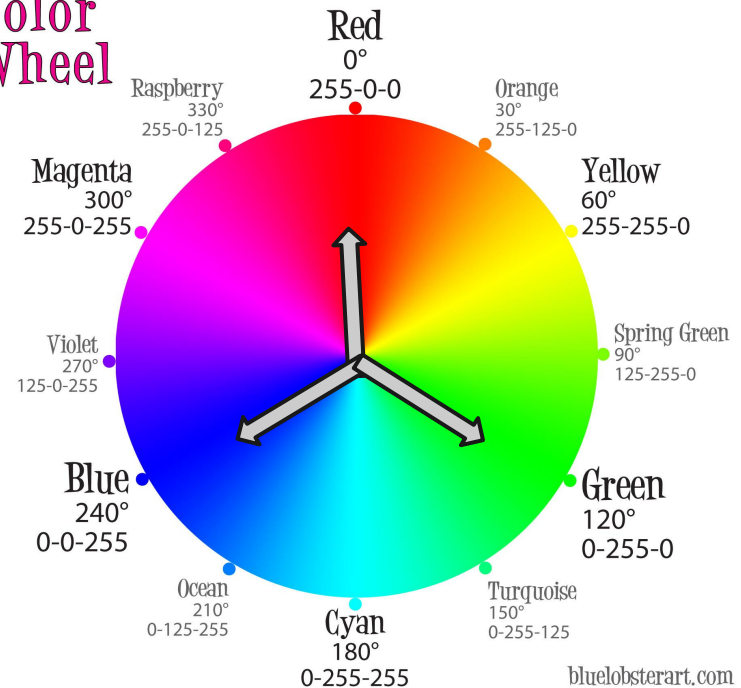 olor
Wheel
Red
0°
255-0-0
Orange
30°
255-125-0
Yellow
60°
255-255-0
Spring Green
90°
125-255-0
Green
120°
0-255-0
Turquoise
150°
0-255-125
Cyan
180°
0-255-255
Ocean
210°
0-125-255
Blue
240°
0-0-255
Violet
270°
125-0-255
Magenta
300°
255-0-255
Raspberry
330°
255-0-125
bluelobsterart.com